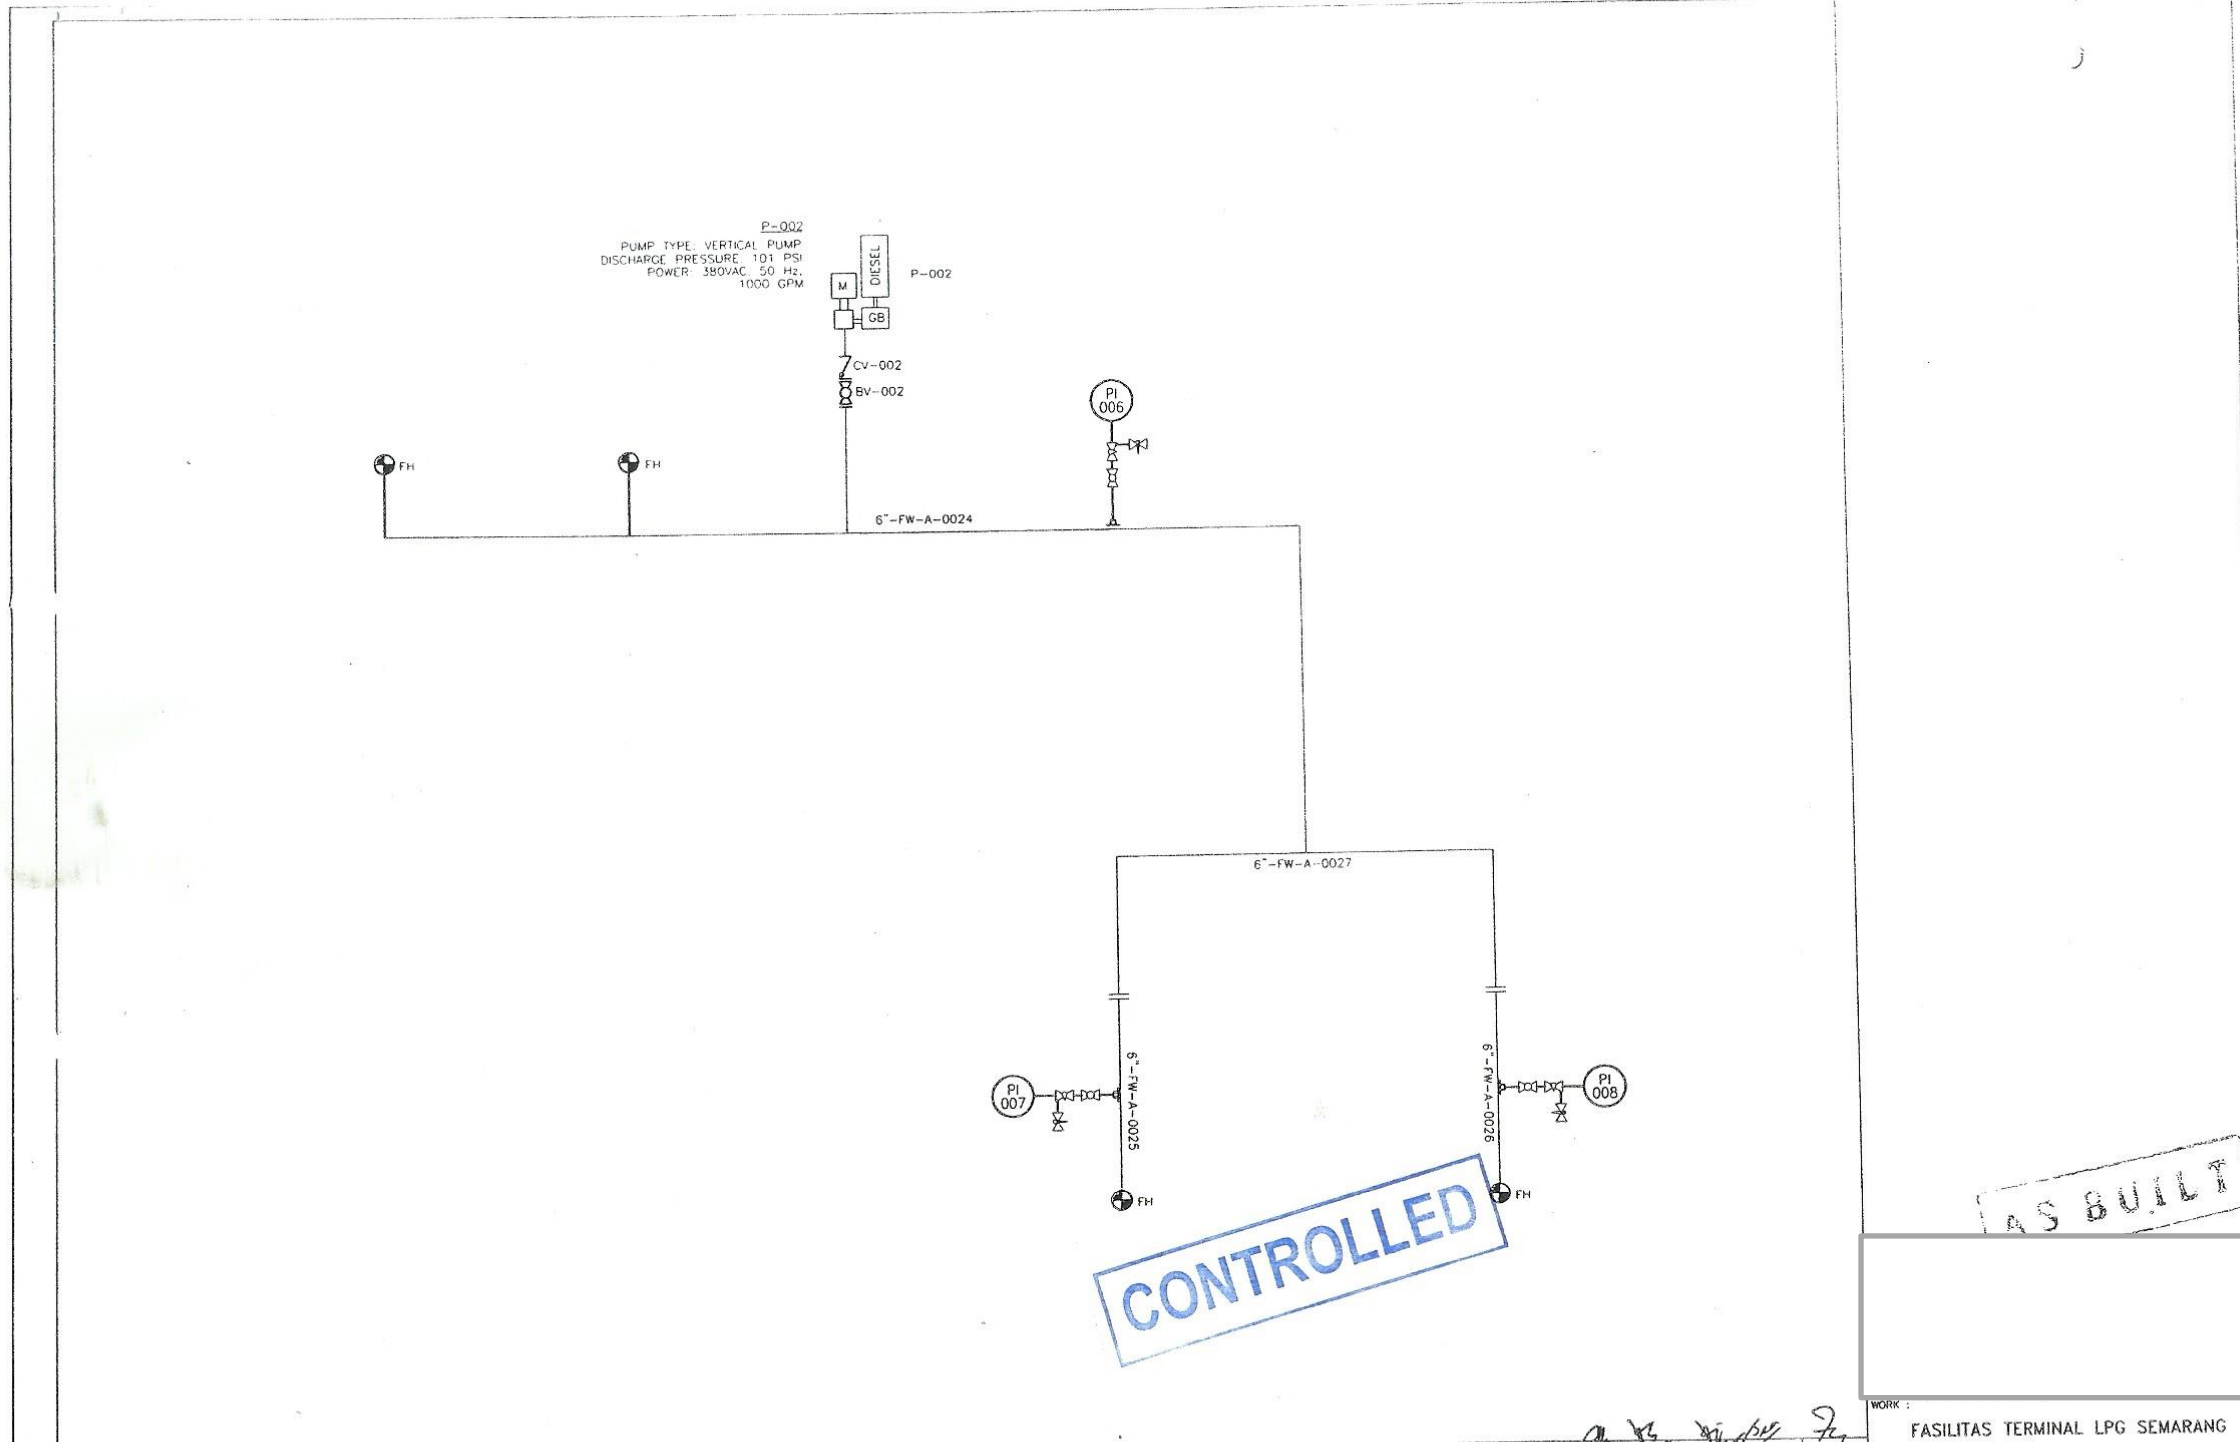 P-002
PUMP TYPE: VERTICAL PUMP
DISCHARGE PRESSURE: 101 PSI
POWER: 380VAC, 50 Hz,
1000 GPM
DIESEL
M
GB
P-002
CV-002
BV-002
PI
006
FH
FH
6"-FW-A-0024
6"-FW-A-0027
6"-FW-A-0025
6"-FW-A-0026
PI
007
PI
008
FH
FH
CONTROLLED
AS BUILT
WORK :
FASILITAS TERMINAL LPG SEMARANG